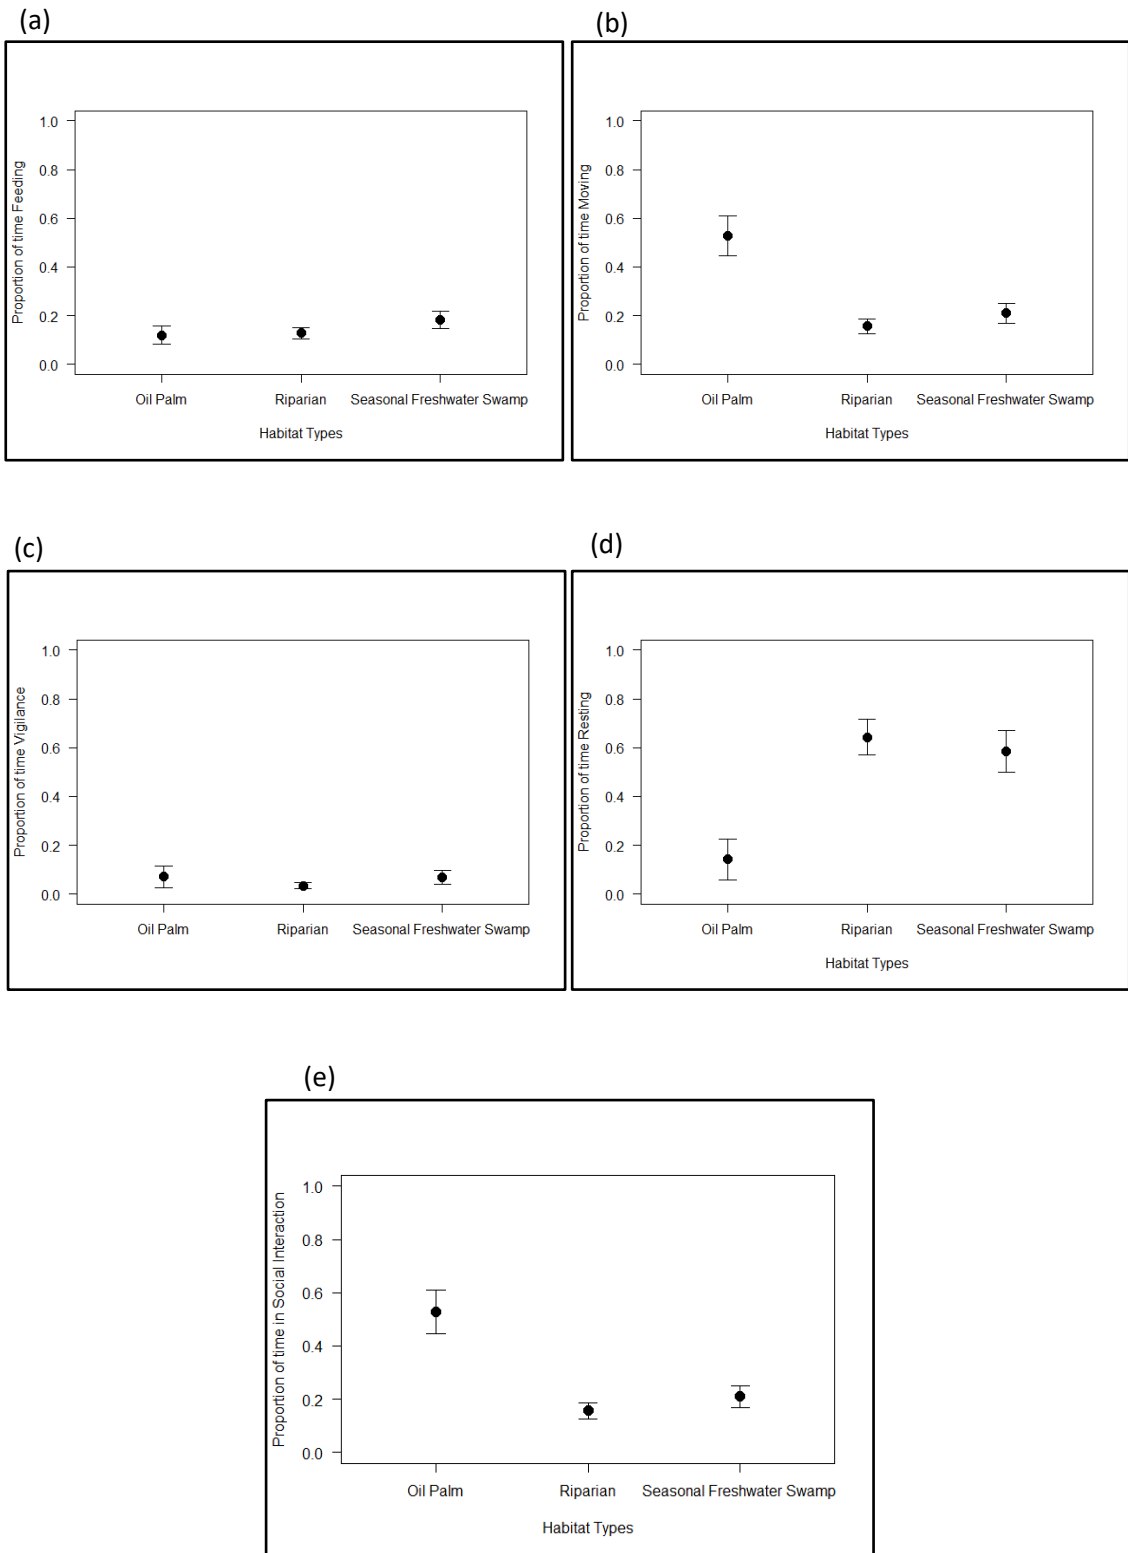 (a)
Proportion of time Feeding
1.0
0.8
0.6
0.4
0.2
0.0
Oil Palm Riparian Seasonal Freshwater Swamp
Habitat Types
(b)
Proportion of time Moving
1.0
0.8
0.6
0.4
0.2
0.0
Oil Palm Riparian Seasonal Freshwater Swamp
Habitat Types
(c)
Proportion of time Vigilance
1.0
0.8
0.6
0.4
0.2
0.0
Oil Palm Riparian Seasonal Freshwater Swamp
(d)
Proportion of time Resting
1.0
0.8
0.6
0.4
0.2
0.0
Oil Palm Riparian Seasonal Freshwater Swamp
Habitat Types
(e)
Proportion of time in Social Interaction
1.0
0.8
0.6
0.4
0.2
0.0
Oil Palm Riparian Seasonal Freshwater Swamp
Habitat Types